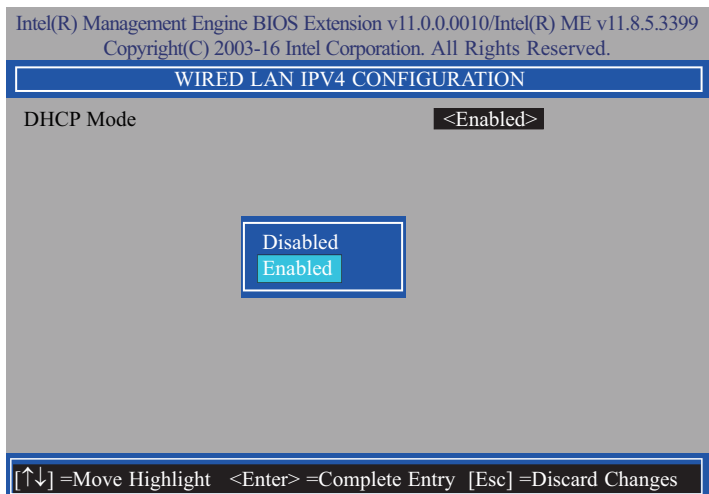 Intel(R) Management Engine BIOS Extension v11.0.0.0010/Intel(R) ME v11.8.5.3399
Copyright(C) 2003-16 Intel Corporation. All Rights Reserved.
WIRED LAN IPV4 CONFIGURATION
DHCP Mode <Enabled>
Disabled
Enabled
[↑↓] =Move Highlight <Enter> =Complete Entry [Esc] =Discard Changes